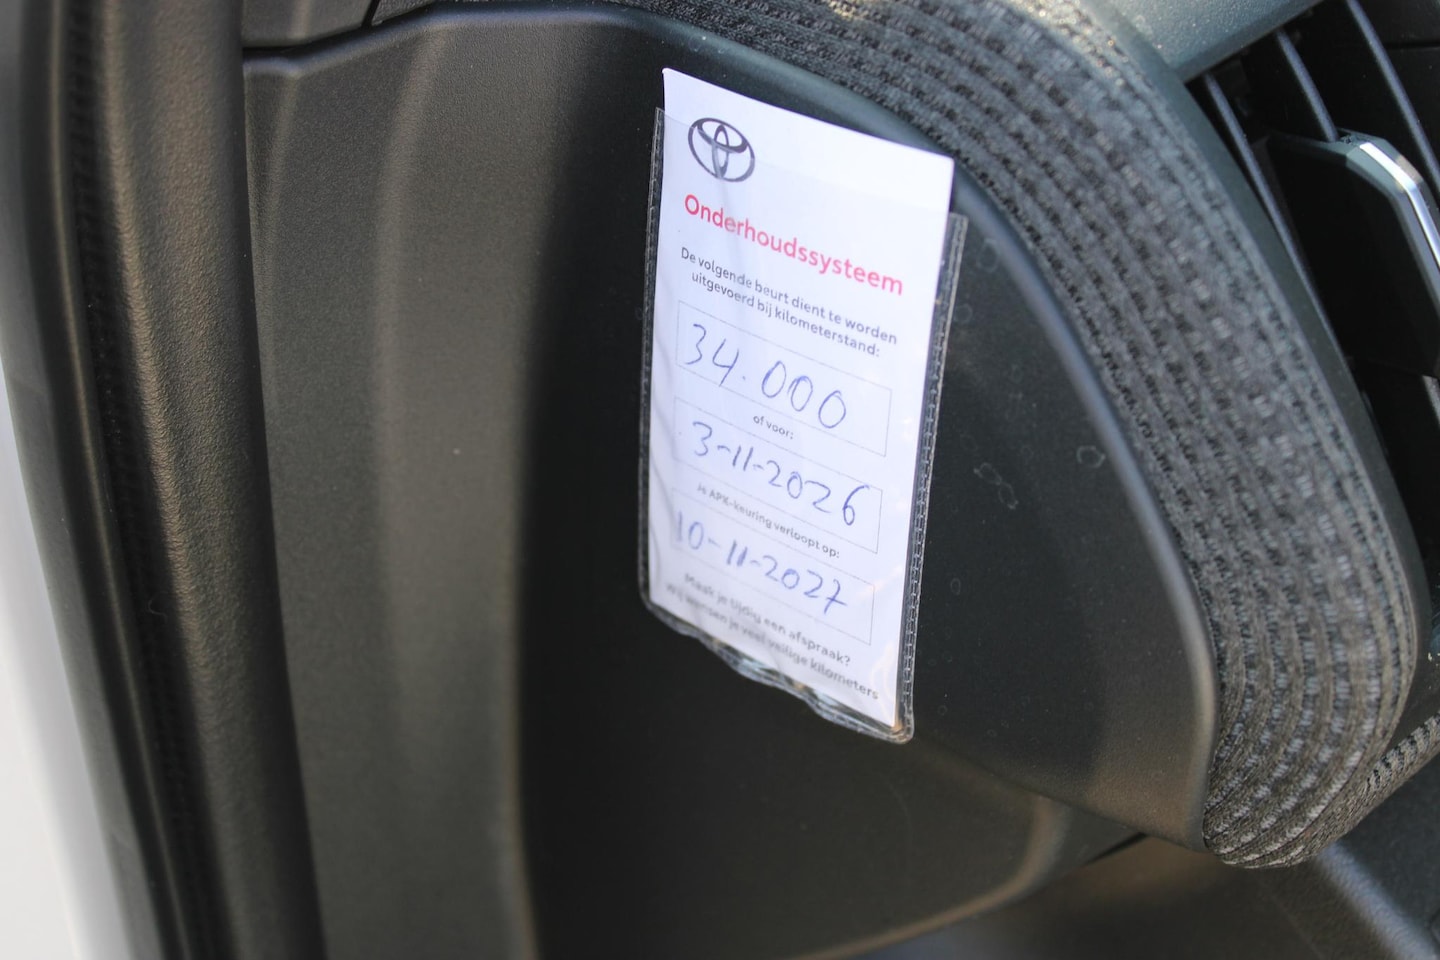 Onderhoudssysteem
De volgende beurt dient te worden
uitgevoerd bij kilometerstand:
34.000
of voor:
3-11-2026
Je APK-keuring verloopt op:
10-11-2027
Maak je tijdig een afspraak?
Wij wensen je veel veilige kilometers